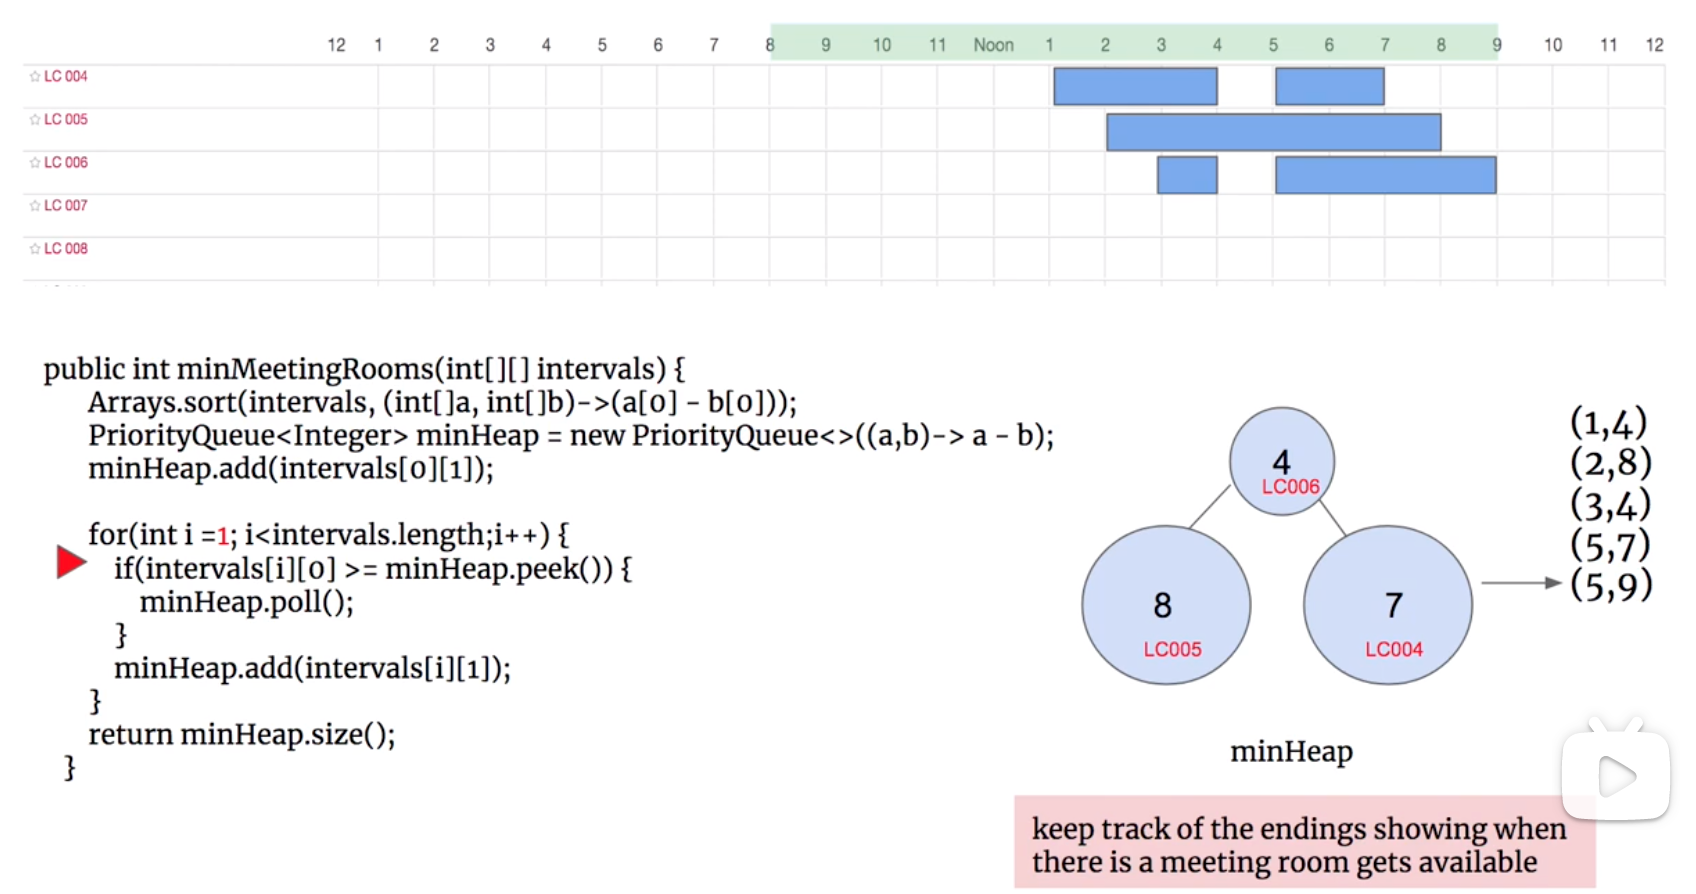 12 1 2 3 4 5 6 7 8 9 10 11 Noon 1 2 3 4 5 6 7 8 9 10 11 12
LC 004
LC 005
LC 006
LC 007
LC 008
public int minMeetingRooms(int[][] intervals) {
Arrays.sort(intervals, (int[]a, int[]b)->(a[0] - b[0]));
PriorityQueue<Integer> minHeap = new PriorityQueue<>((a,b)-> a - b);
minHeap.add(intervals[0][1]);
for(int i =1; i<intervals.length;i++) {
if(intervals[i][0] >= minHeap.peek()) {
minHeap.poll();
}
minHeap.add(intervals[i][1]);
}
return minHeap.size();
}
4
LC006
8
LC005
7
LC004
minHeap
(1,4)
(2,8)
(3,4)
(5,7)
(5,9)
keep track of the endings showing when
there is a meeting room gets available